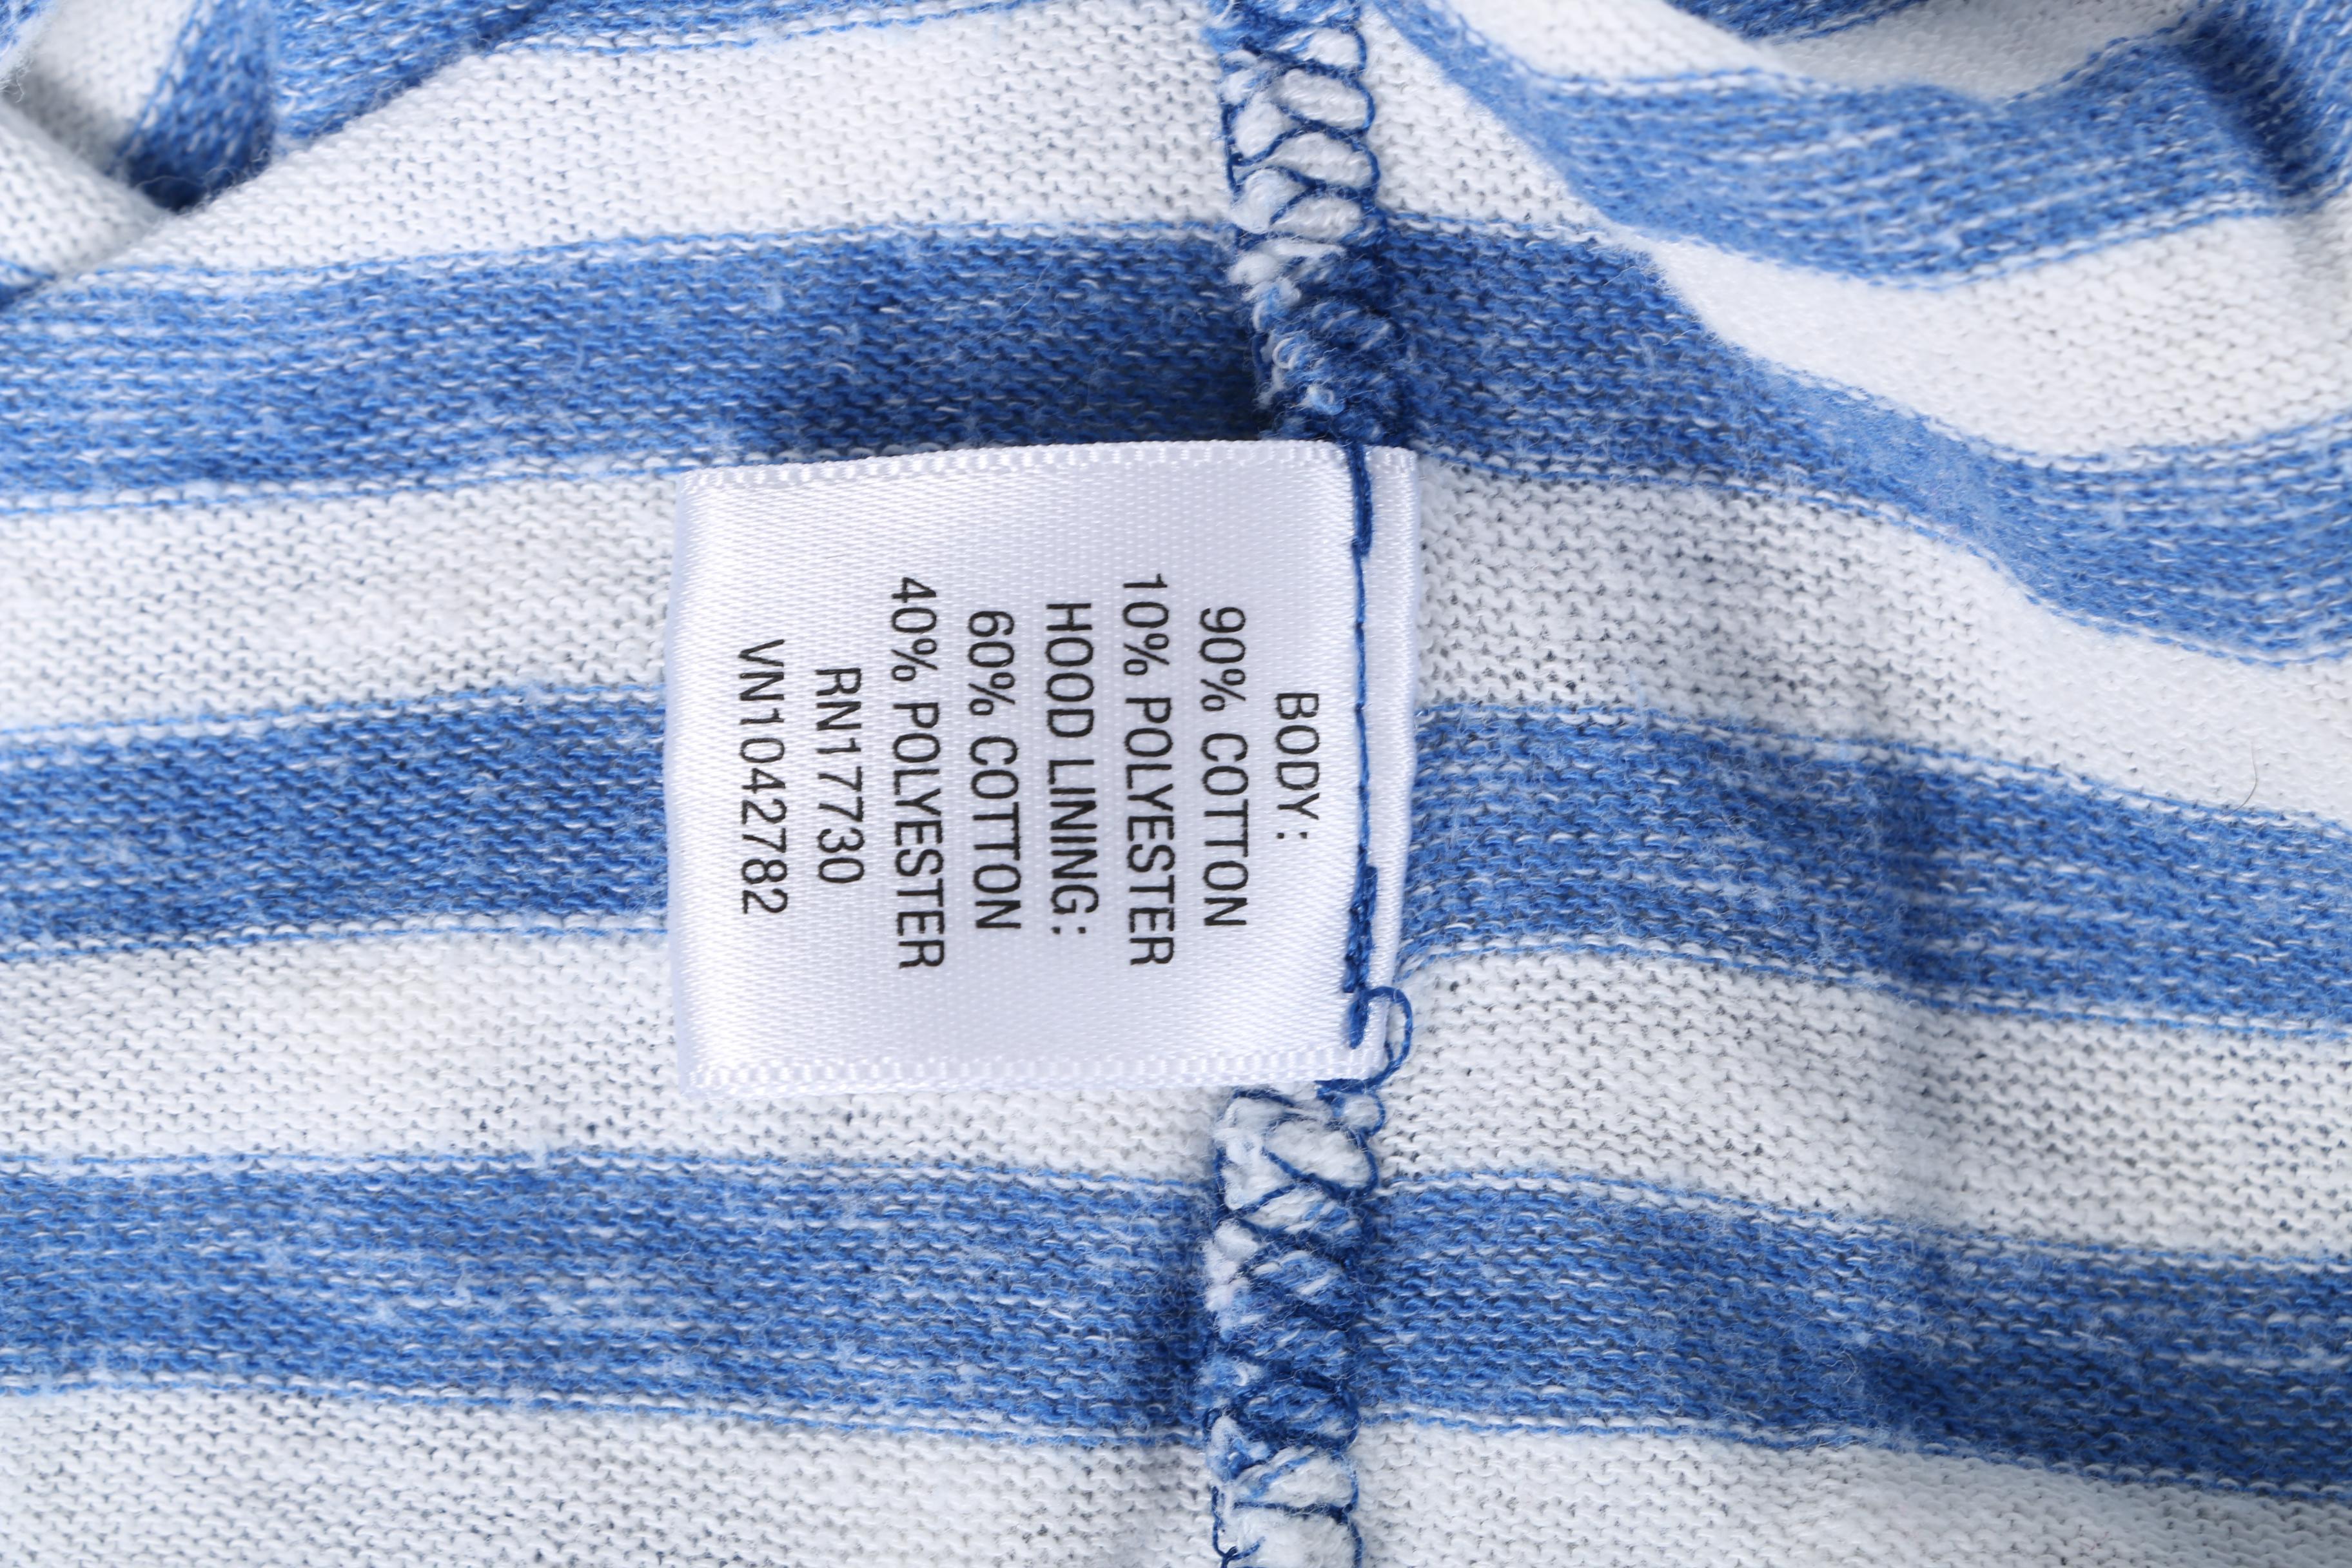 BODY:
90% COTTON
10% POLYESTER
HOOD LINING:
60% COTTON
40% POLYESTER
RN17730
VN1042782